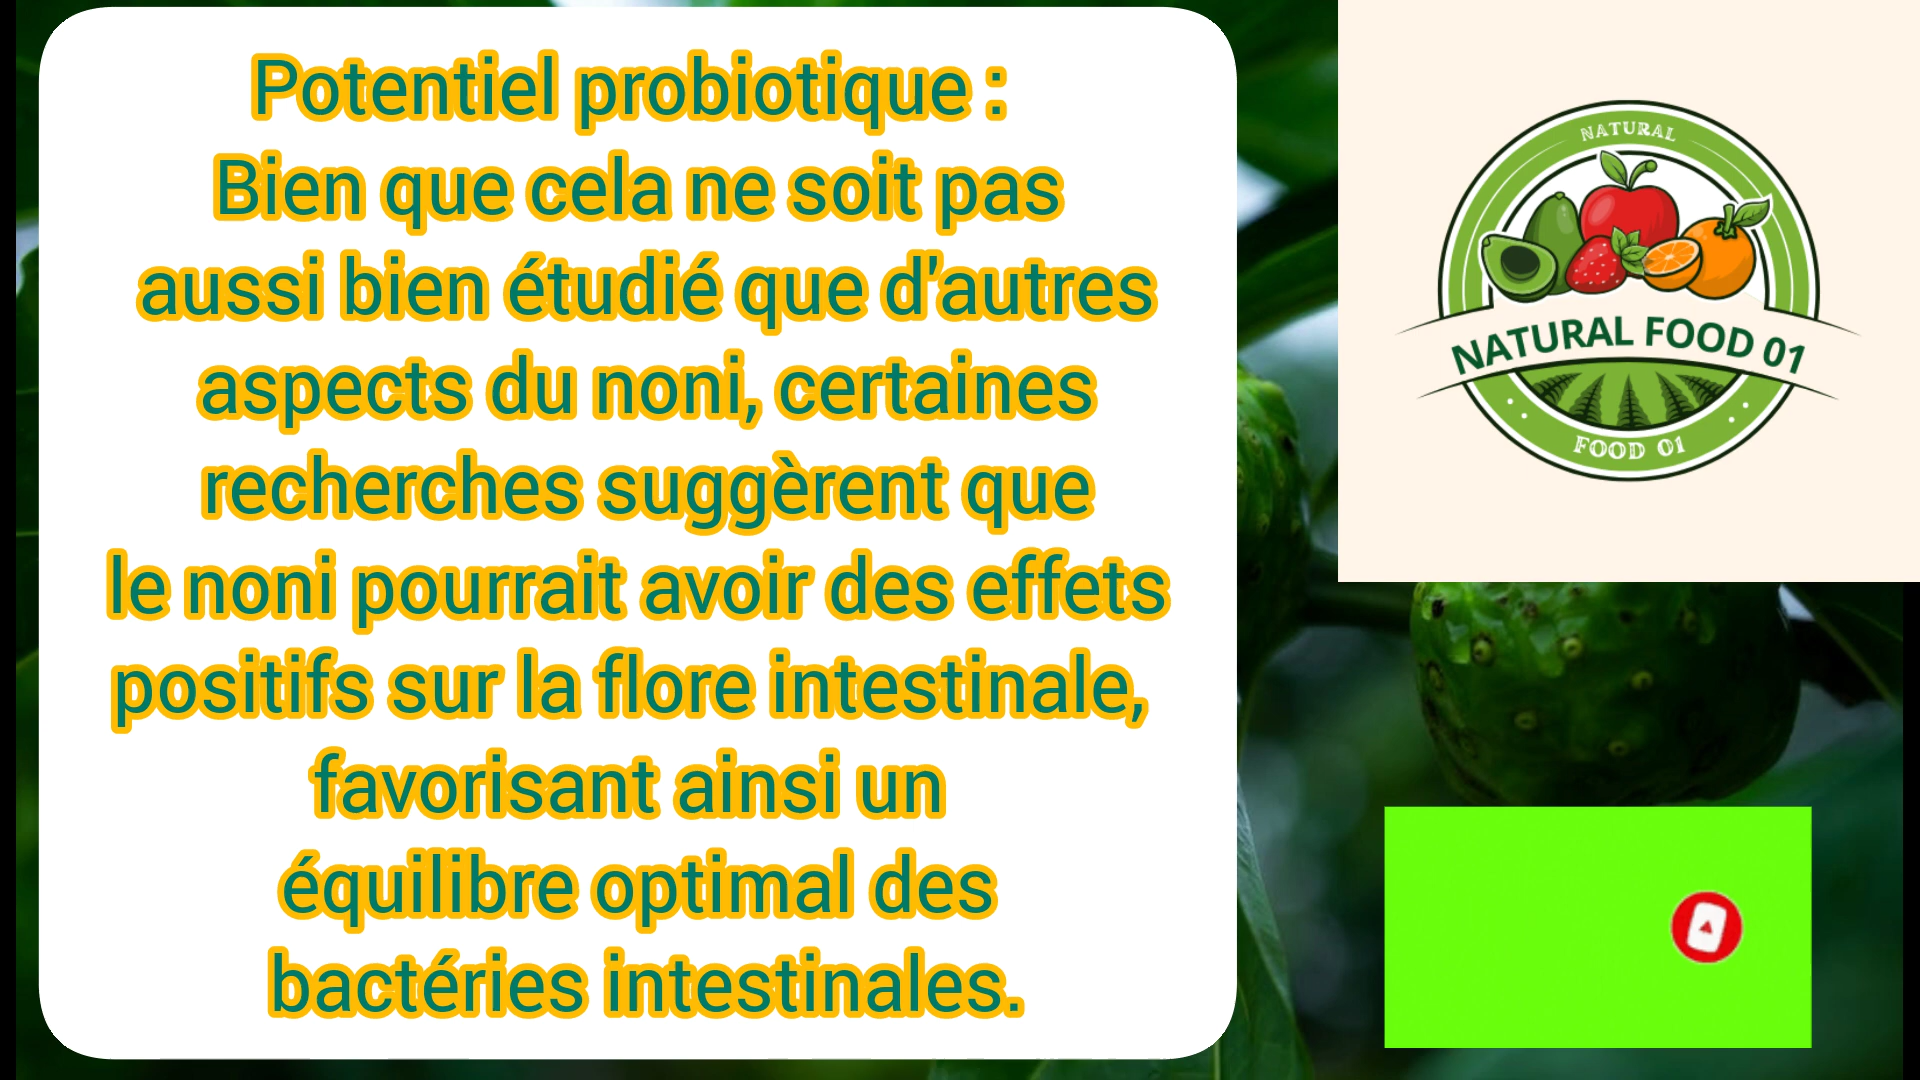 Potentiel probiotique :
Bien que cela ne soit pas
aussi bien étudié que d'autres
aspects du noni, certaines
recherches suggèrent que
le noni pourrait avoir des effets
positifs sur la flore intestinale,
favorisant ainsi un
équilibre optimal des
bactéries intestinales.
NATURAL
NATURAL FOOD 01
FOOD 01